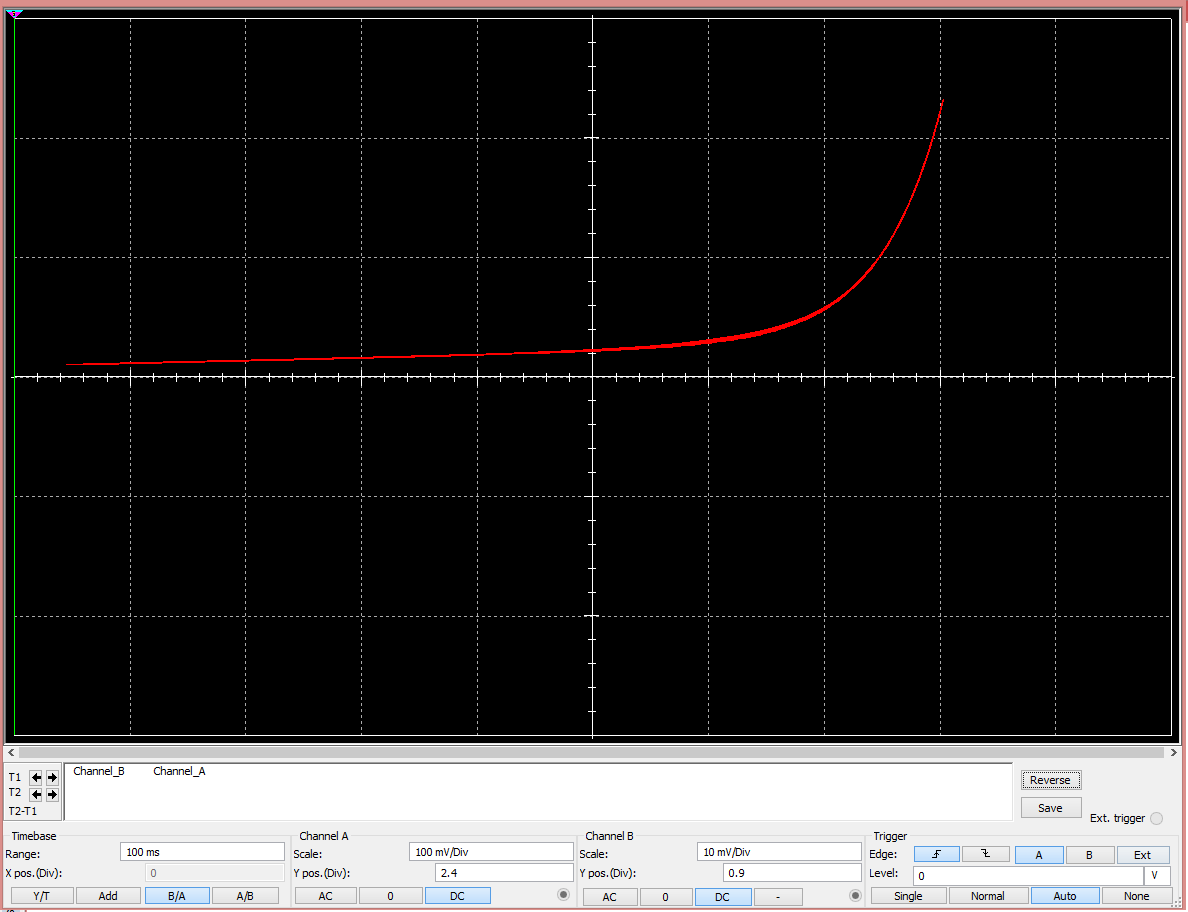 Channel_B Channel_A
T1
T2
T2-T1
Reverse
Save
Ext. trigger
Timebase
Range: 100 ms
X pos.(Div): 0
Y/T Add B/A A/B
Channel A
Scale: 100 mV/Div
Y pos.(Div): 2.4
AC 0 DC
Channel B
Scale: 10 mV/Div
Y pos.(Div): 0.9
AC 0 DC -
Trigger
Edge: A B Ext
Level: 0 V
Single Normal Auto None